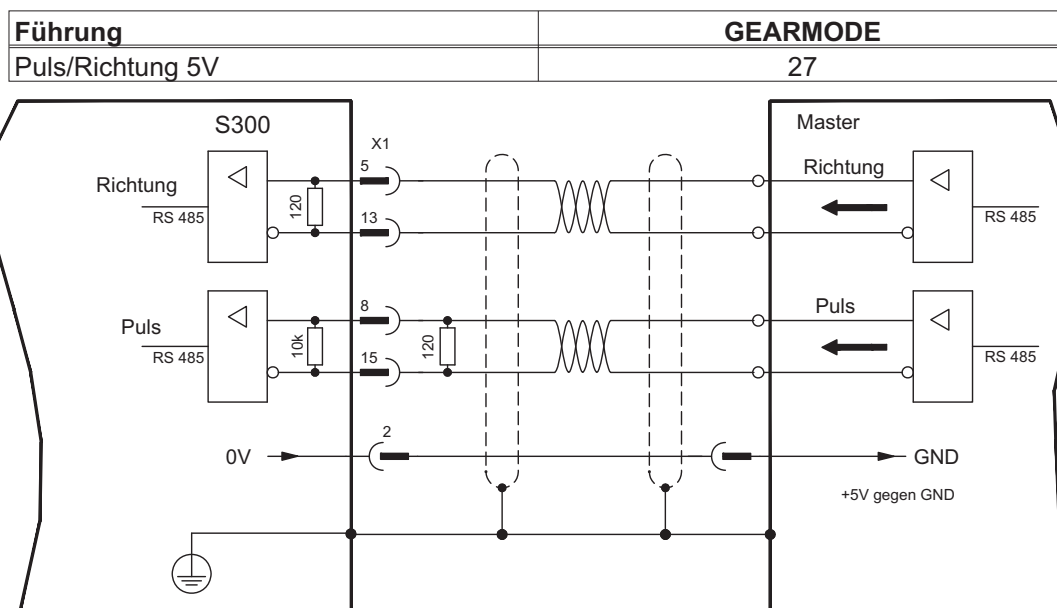 Führung GEARMODE
Puls/Richtung 5V 27
S300 Master
X1
5
Richtung Richtung
120
RS 485 13 RS 485
8
Puls Puls
10k 120
RS 485 15 RS 485
2
0V GND
+5V gegen GND